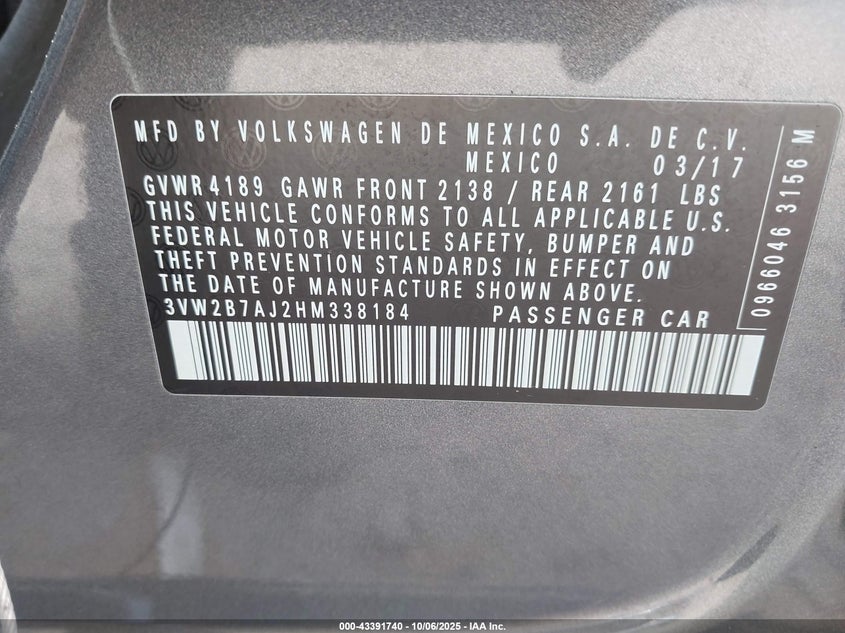 MFD BY VOLKSWAGEN DE MEXICO S.A. DE C.V.
MEXICO 03/17
GVWR 4189 GAWR FRONT 2138 / REAR 2161 LBS
THIS VEHICLE CONFORMS TO ALL APPLICABLE U.S.
FEDERAL MOTOR VEHICLE SAFETY, BUMPER AND
THEFT PREVENTION STANDARDS IN EFFECT ON
THE DATE OF MANUFACTURE SHOWN ABOVE.
3VW2B7AJ2HM338184 PASSENGER CAR
0966046 3156 M
000-43391740 - 10/06/2025 - IAA Inc.